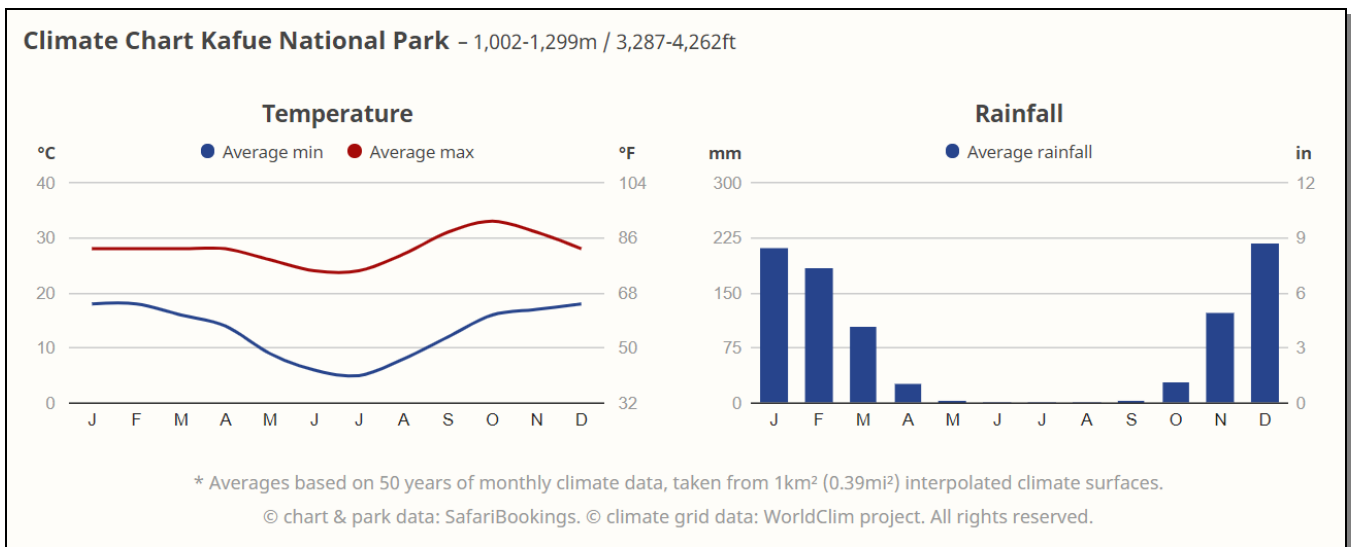 Climate Chart Kafue National Park – 1,002-1,299m / 3,287-4,262ft
Temperature
°C
Average min
Average max
°F
40
104
30
86
20
68
10
50
0
32
J F M A M J J A S O N D
Rainfall
mm
Average rainfall
in
300
12
225
9
150
6
75
3
0
0
J F M A M J J A S O N D
* Averages based on 50 years of monthly climate data, taken from 1km² (0.39mi²) interpolated climate surfaces.
© chart & park data: SafariBookings. © climate grid data: WorldClim project. All rights reserved.